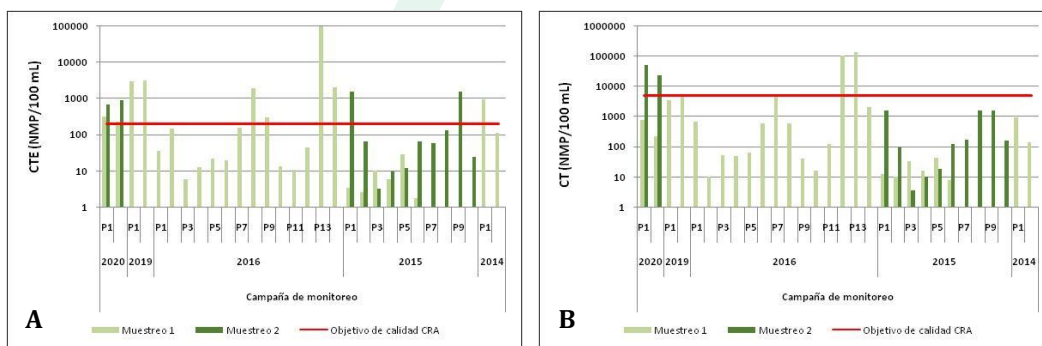 CTE (NMP/100 mL)
100000
10000
1000
100
10
1
P1 P1 P1 P3 P5 P7 P9 P11 P13 P1 P3 P5 P7 P9 P1
2020 2019 2016 2015 2014
Campaña de monitoreo
A
Muestreo 1 Muestreo 2 Objetivo de calidad CRA
CT (NMP/100 mL)
1000000
100000
10000
1000
100
10
1
P1 P1 P1 P3 P5 P7 P9 P11 P13 P1 P3 P5 P7 P9 P1
2020 2019 2016 2015 2014
Campaña de monitoreo
B
Muestreo 1 Muestreo 2 Objetivo de calidad CRA